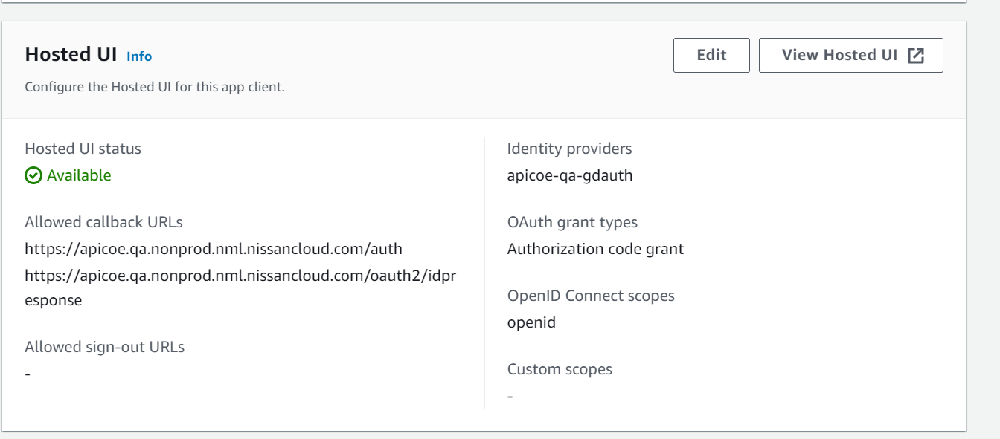 Hosted UI Info
Edit
View Hosted UI
Configure the Hosted UI for this app client.
Hosted UI status
Available
Allowed callback URLs
https://apicoe.qa.nonprod.nml.nissancloud.com/auth
https://apicoe.qa.nonprod.nml.nissancloud.com/oauth2/idpr
esponse
Allowed sign-out URLs
-
Identity providers
apicoe-qa-gdauth
OAuth grant types
Authorization code grant
OpenID Connect scopes
openid
Custom scopes
-